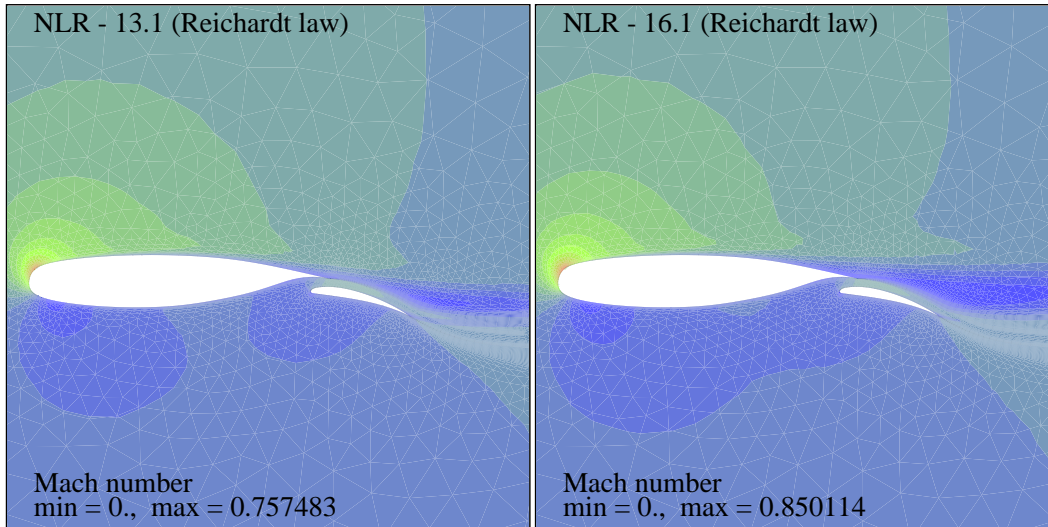 NLR - 13.1 (Reichardt law)
Mach number
min = 0., max = 0.757483
NLR - 16.1 (Reichardt law)
Mach number
min = 0., max = 0.850114